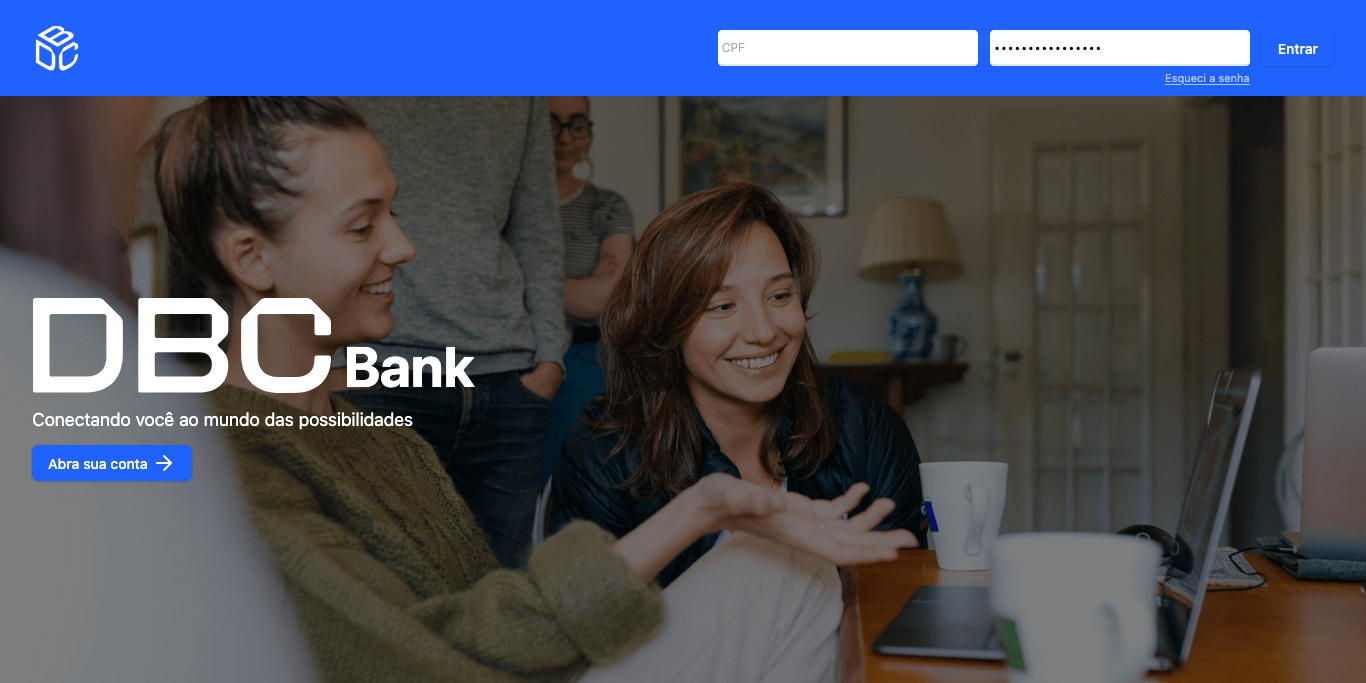 CPF
••••••••••••••••
Entrar
Esqueci a senha
DBC Bank
Conectando você ao mundo das possibilidades
Abra sua conta